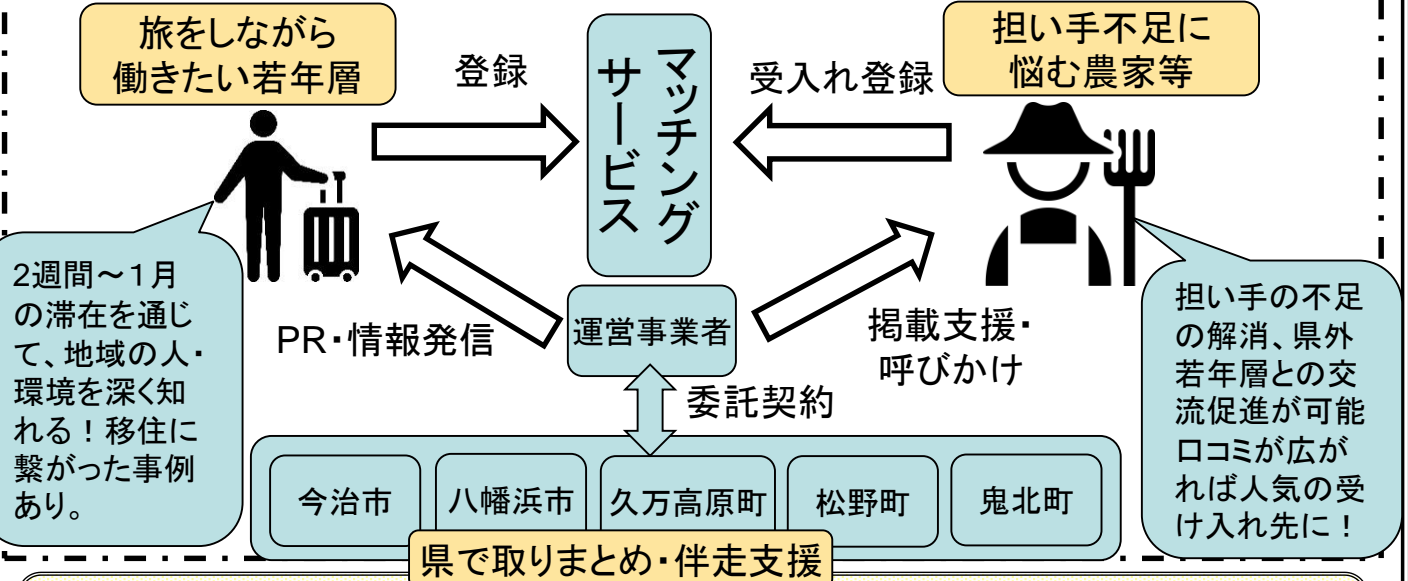 旅をしながら
働きたい若年層
登録
マッチング
サービス
受入れ登録
担い手不足に
悩む農家等
2週間～1月
の滞在を通じ
て、地域の人・
環境を深く知
れる！移住に
繋がった事例
あり。
PR・情報発信
運営事業者
掲載支援・
呼びかけ
担い手の不足
の解消、県外
若年層との交
流促進が可能
口コミが広が
れば人気の受
け入れ先に！
委託契約
今治市
八幡浜市
久万高原町
松野町
鬼北町
県で取りまとめ・伴走支援